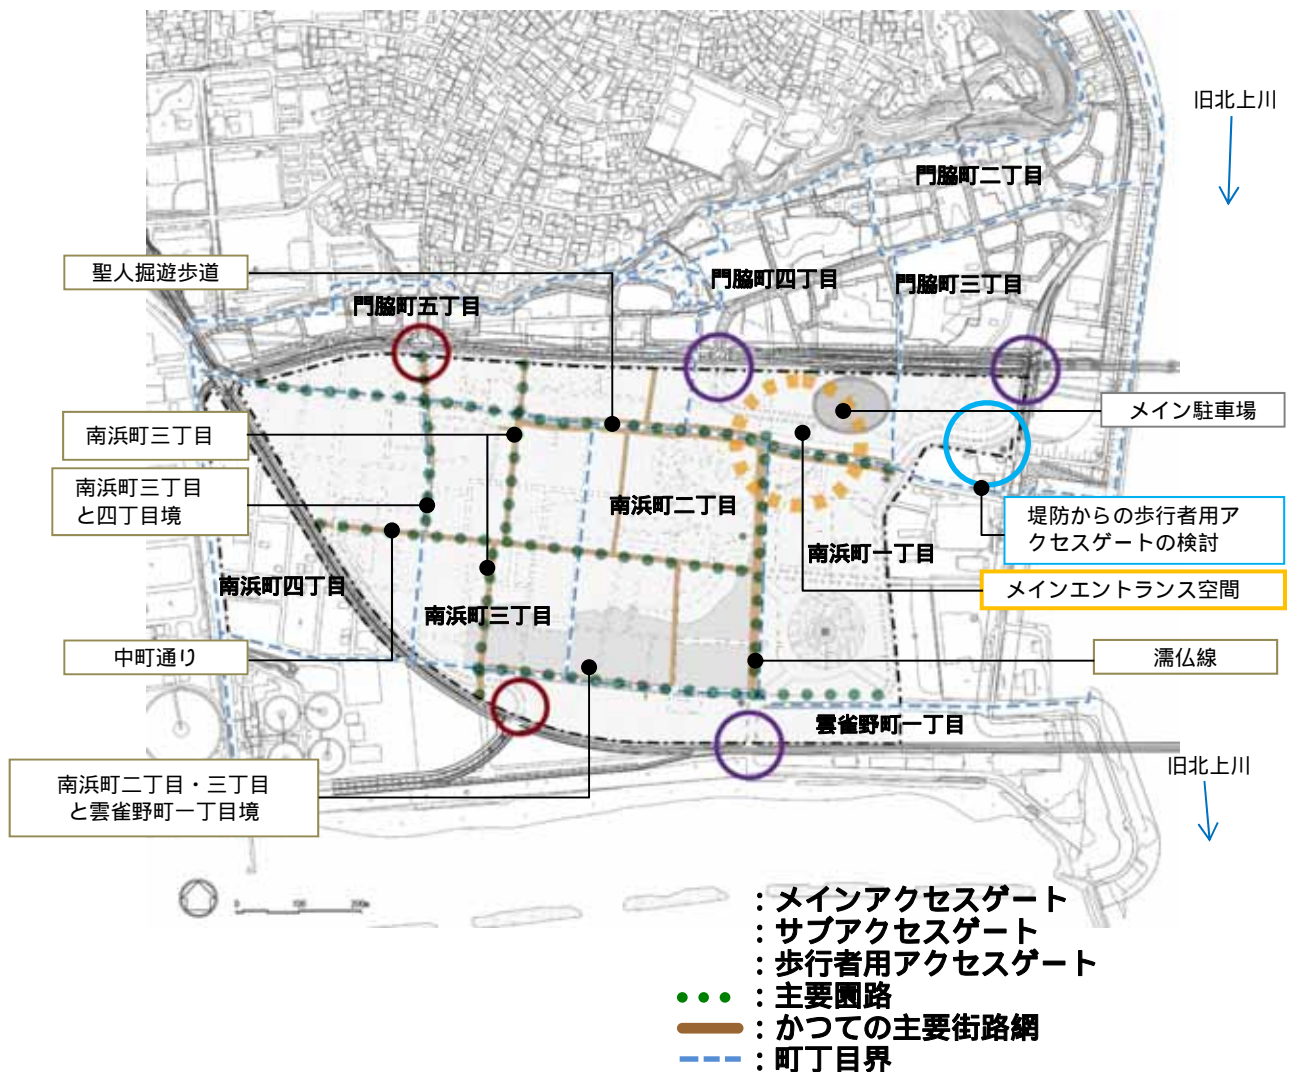 旧北上川
門脇町二丁目
聖人掘遊歩道
門脇町四丁目
門脇町三丁目
門脇町五丁目
メイン駐車場
南浜町三丁目
南浜町三丁目
と四丁目境
南浜町二丁目
堤防からの歩行者用ア
クセスゲートの検討
南浜町一丁目
南浜町四丁目
メインエントランス空間
南浜町三丁目
中町通り
濡仏線
雲雀野町一丁目
旧北上川
南浜町二丁目・三丁目
と雲雀野町一丁目境
0 100 200m
：メインアクセスゲート
：サブアクセスゲート
：歩行者用アクセスゲート
：主要園路
：かつての主要街路網
：町丁目界